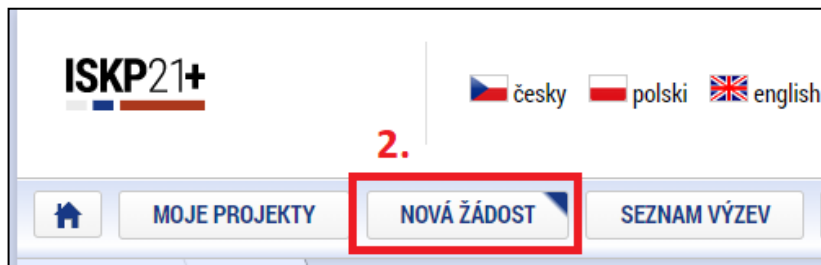 ISKP21+
česky polski english
2.
MOJE PROJEKTY NOVÁ ŽÁDOST SEZNAM VÝZEV